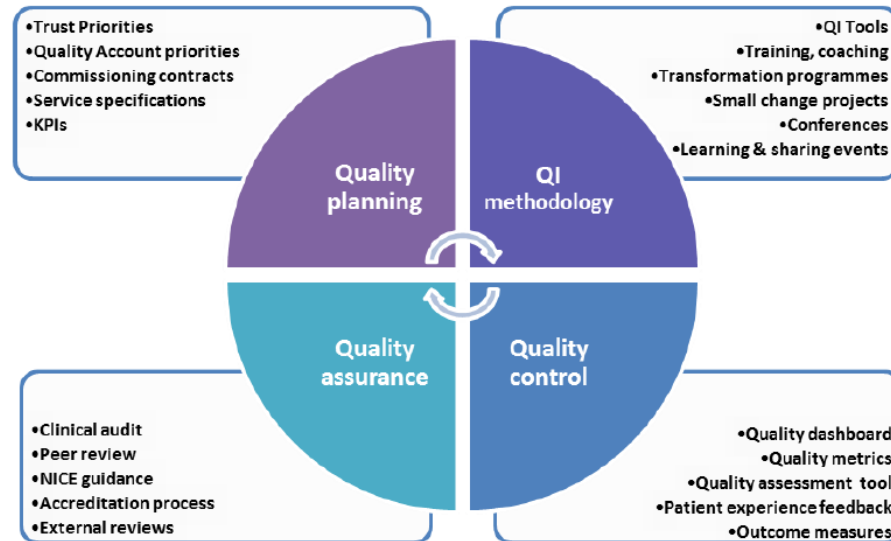 •Trust Priorities
•Quality Account priorities
•Commissioning contracts
•Service specifications
•KPIs
•QI Tools
•Training, coaching
•Transformation programmes
•Small change projects
•Conferences
•Learning & sharing events
Quality
planning
QI
methodology
Quality
assurance
Quality
control
•Clinical audit
•Peer review
•NICE guidance
•Accreditation process
•External reviews
•Quality dashboard
•Quality metrics
•Quality assessment tool
•Patient experience feedback
•Outcome measures